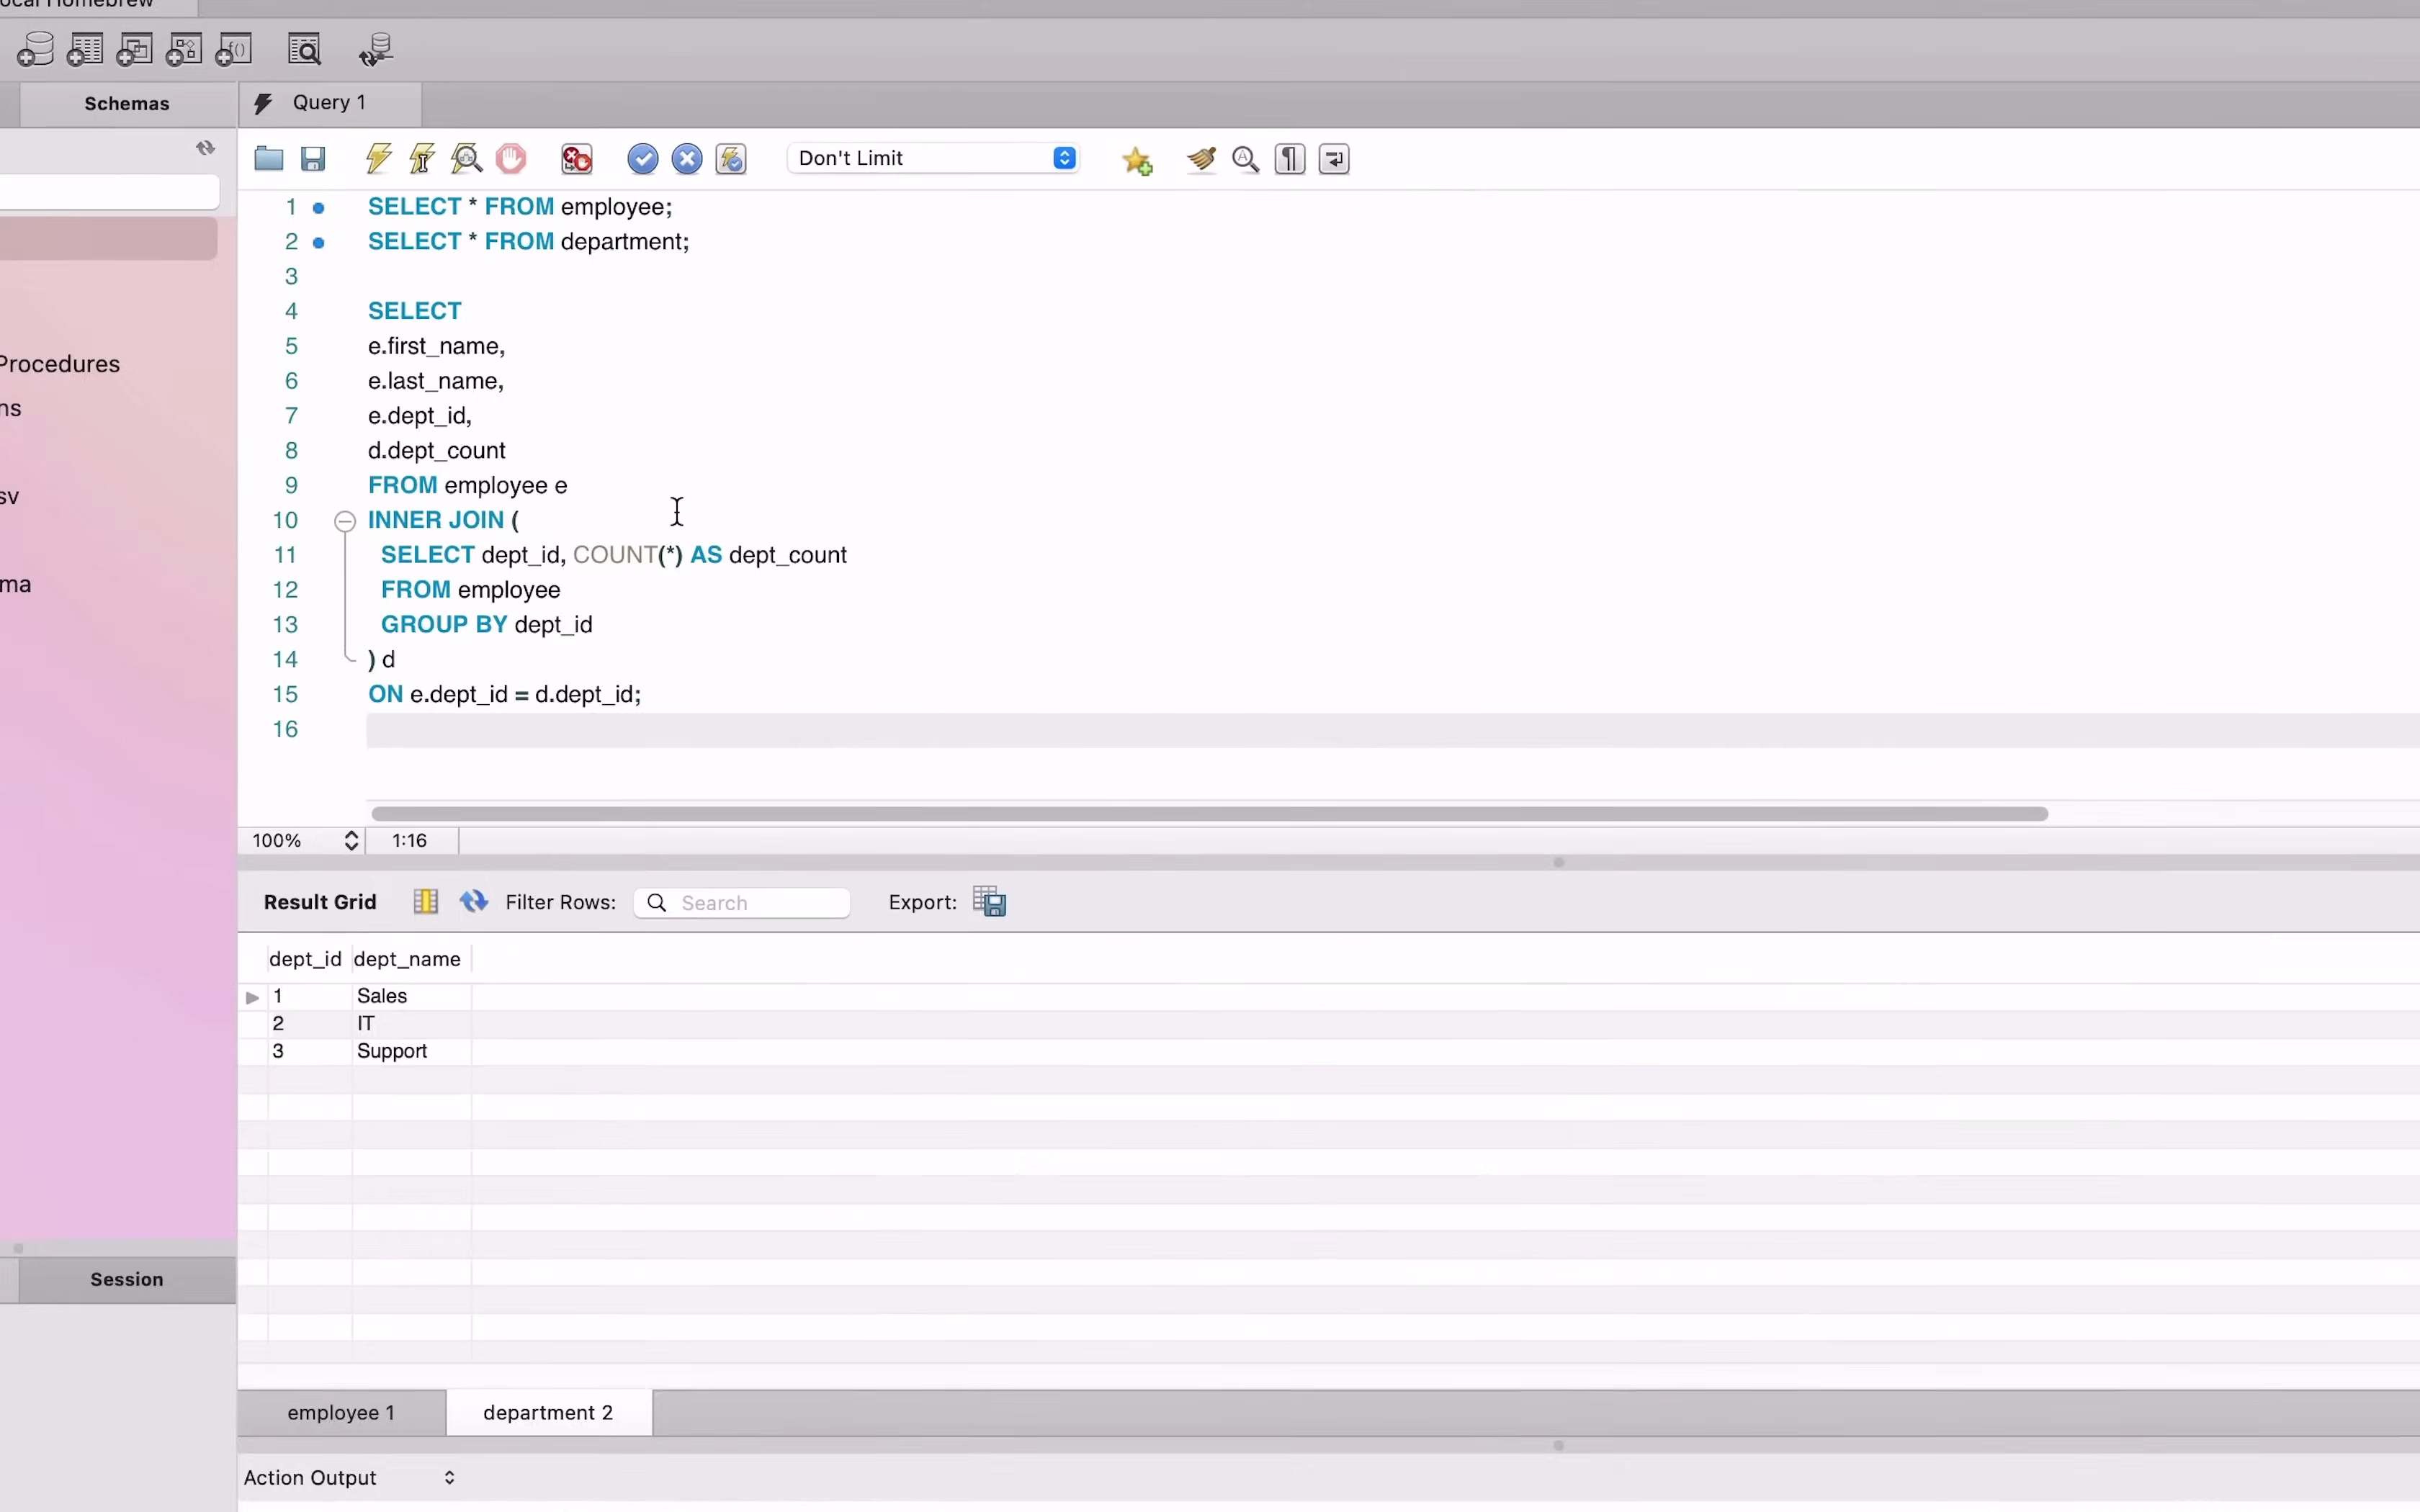 ocal Homebrew
Schemas
Query 1
Don't Limit
1 SELECT * FROM employee;
2 SELECT * FROM department;
3
4 SELECT
5 e.first_name,
6 e.last_name,
7 e.dept_id,
8 d.dept_count
9 FROM employee e
10 INNER JOIN (
11 SELECT dept_id, COUNT(*) AS dept_count
12 FROM employee
13 GROUP BY dept_id
14 ) d
15 ON e.dept_id = d.dept_id;
16
Procedures
ns
sv
ma
100% 1:16
Result Grid Filter Rows: Search Export:
dept_id dept_name
1 Sales
2 IT
3 Support
Session
employee 1 department 2
Action Output